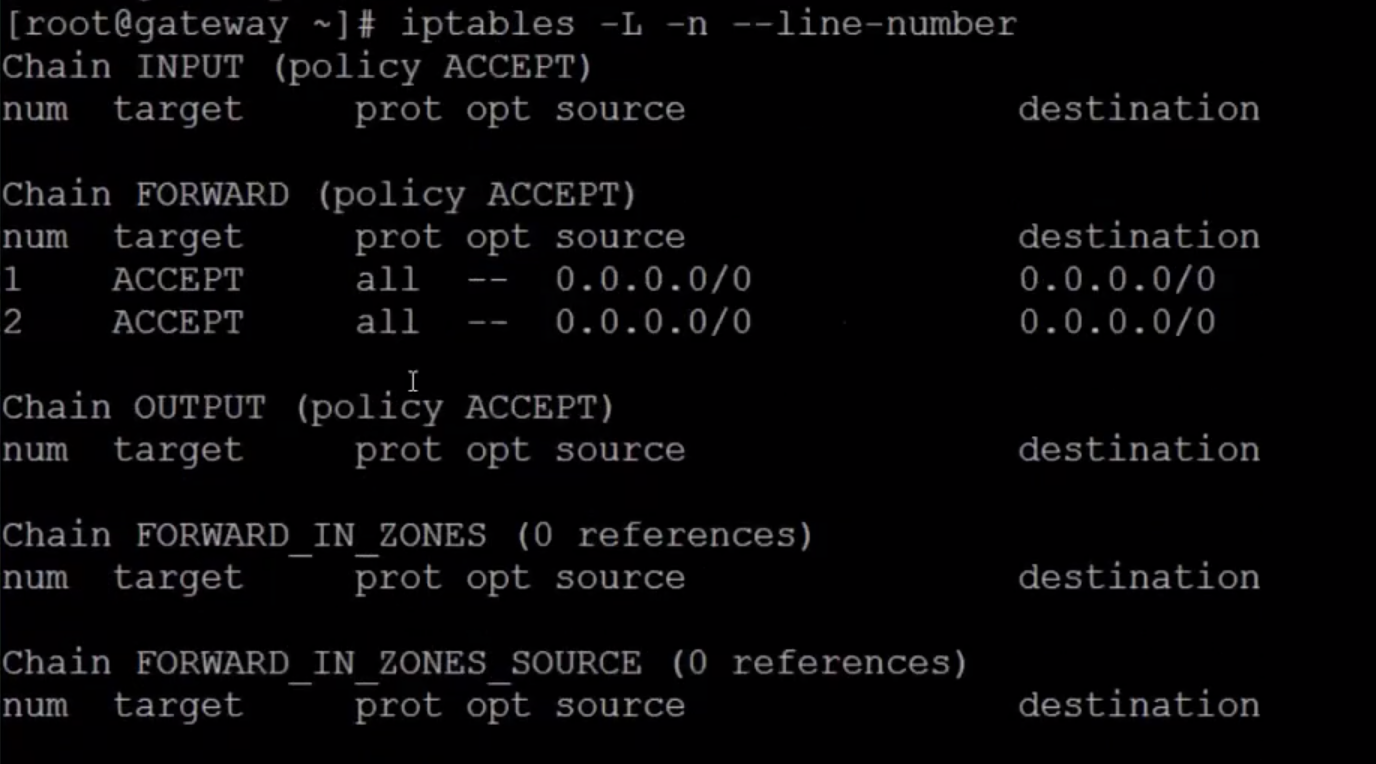 [root@gateway ~]# iptables -L -n --line-number
Chain INPUT (policy ACCEPT)
num  target     prot opt source               destination

Chain FORWARD (policy ACCEPT)
num  target     prot opt source               destination
1    ACCEPT     all  --  0.0.0.0/0            0.0.0.0/0
2    ACCEPT     all  --  0.0.0.0/0            0.0.0.0/0

Chain OUTPUT (policy ACCEPT)
num  target     prot opt source               destination

Chain FORWARD_IN_ZONES (0 references)
num  target     prot opt source               destination

Chain FORWARD_IN_ZONES_SOURCE (0 references)
num  target     prot opt source               destination